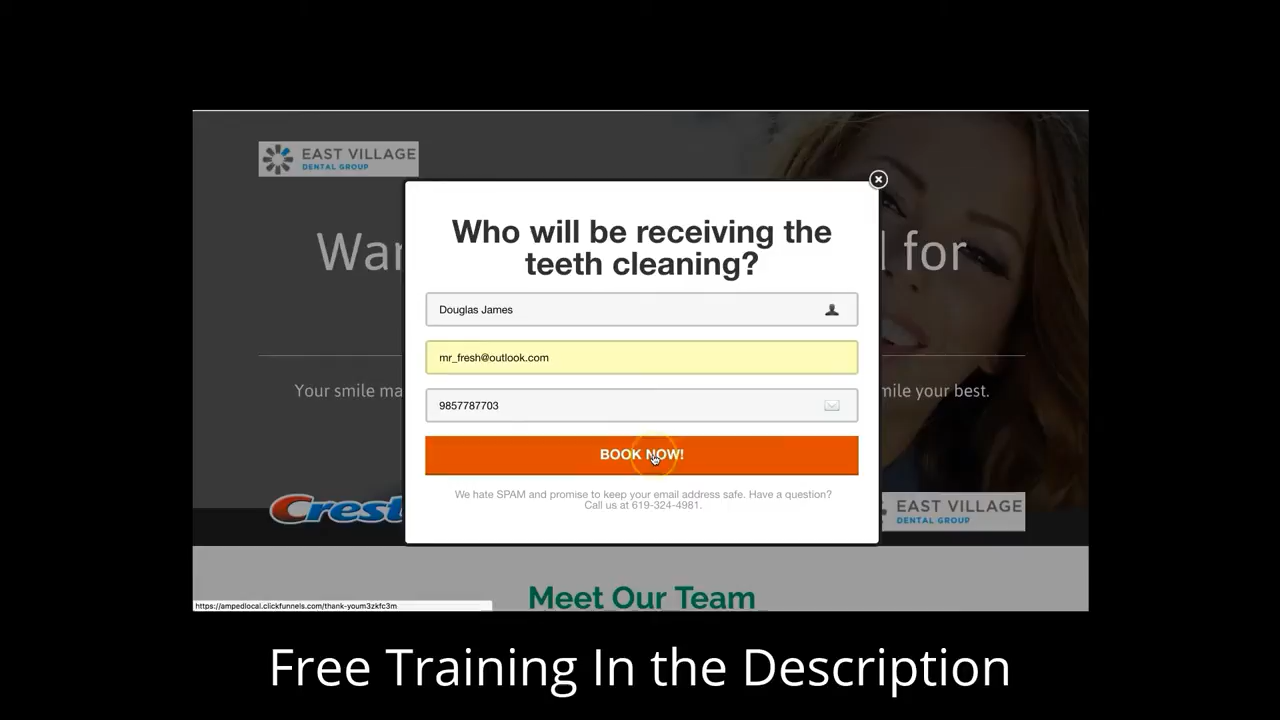 EAST VILLAGE
DENTAL GROUP
Who will be receiving the
teeth cleaning?
for
Douglas James
mr_fresh@outlook.com
Your smile
mile your best.
9857787703
BOOK NOW!
We hate SPAM and promise to keep your email address safe. Have a question?
Call us at 619-324-4981.
Crest
EAST VILLAGE
DENTAL GROUP
Meet Our Team
https://ampedlocal.clickfunnels.com/thank-youm3zkfc3m
Free Training In the Description